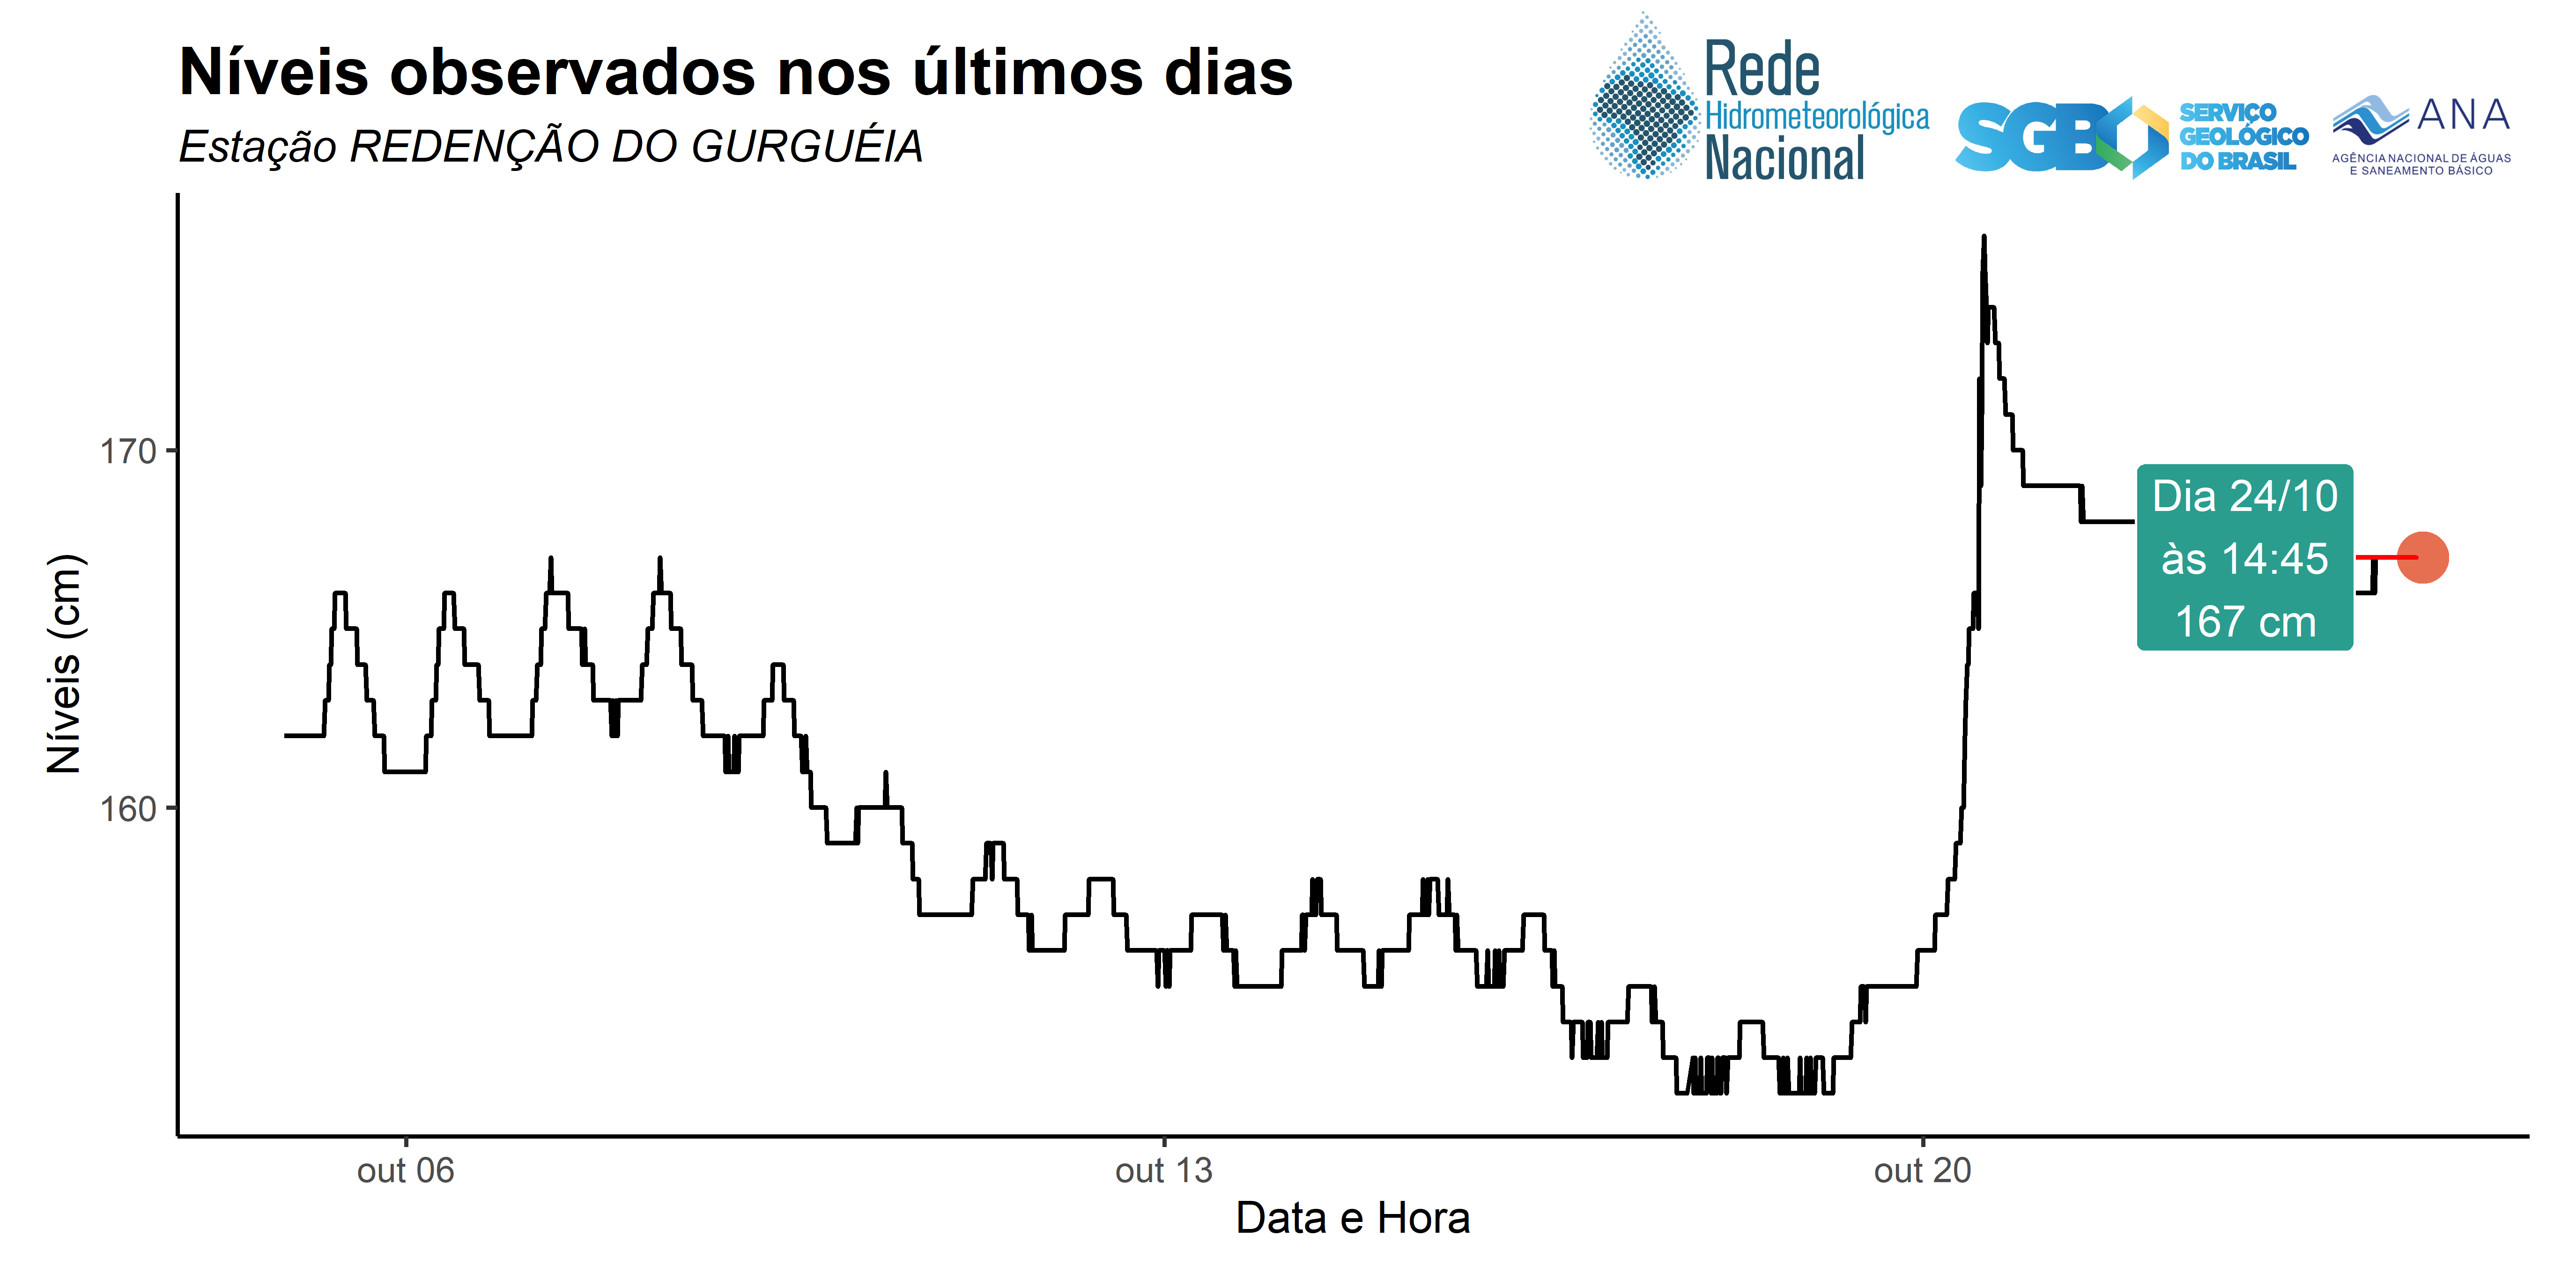 Níveis observados nos últimos dias
Estação REDENÇÃO DO GURGUÉIA
Rede
Hidrometeorológica
Nacional
SGB
SERVIÇO
GEOLÓGICO
DO BRASIL
ANA
AGÊNCIA NACIONAL DE ÁGUAS
E SANEAMENTO BÁSICO
Níveis (cm)
170
160
Dia 24/10
às 14:45
167 cm
out 06
out 13
out 20
Data e Hora